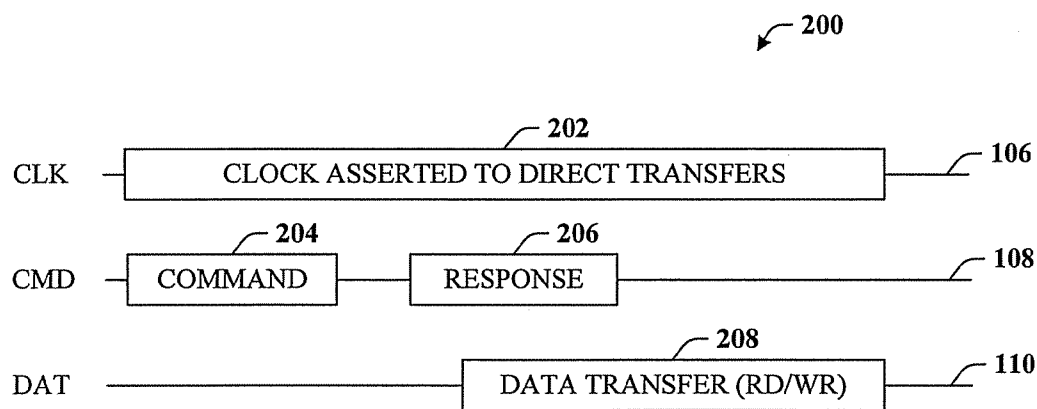 200
202
CLK CLOCK ASSERTED TO DIRECT TRANSFERS 106
204 206
CMD COMMAND RESPONSE 108
208
DAT DATA TRANSFER (RD/WR) 110